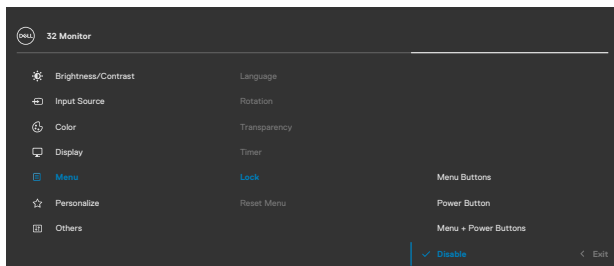 DELL 32 Monitor
Brightness/Contrast Language
Input Source Rotation
Color Transparency
Display Timer
Menu Lock Menu Buttons
Personalize Reset Menu Power Button
Others Menu + Power Buttons
Disable Exit